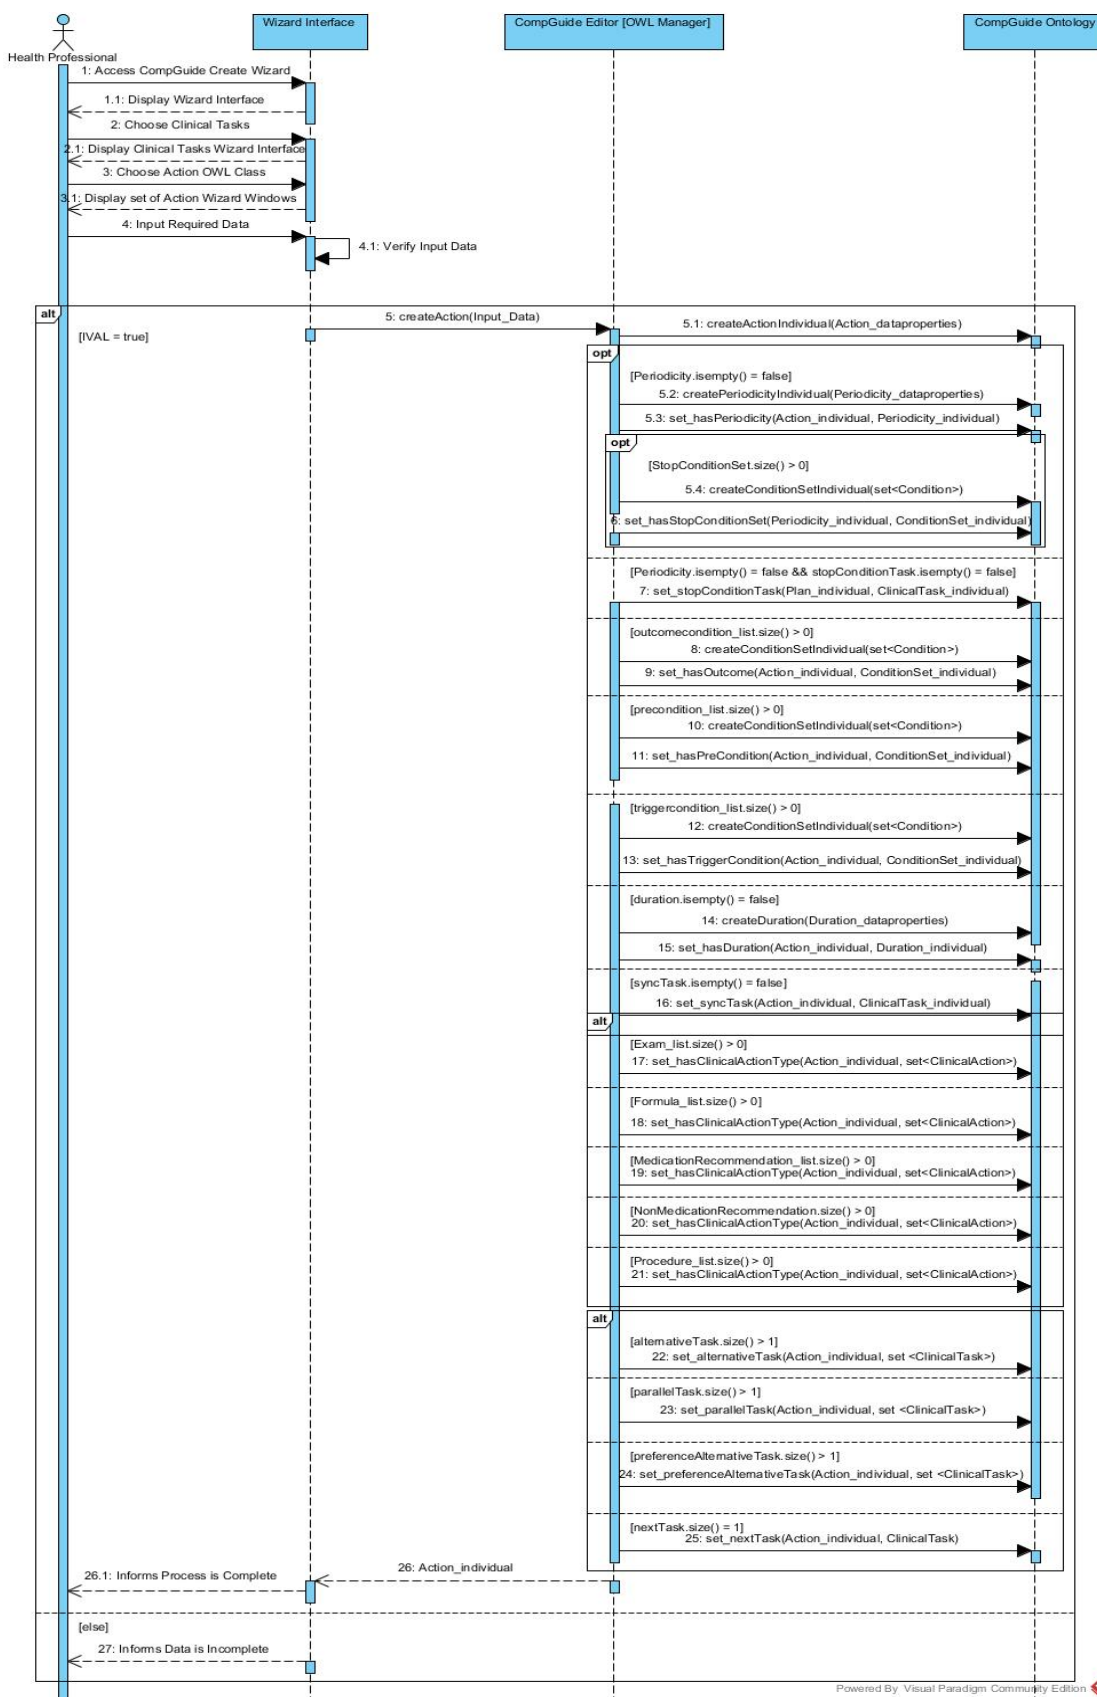 Wizard Interface
CompGuide Editor [OWL Manager]
CompGuide Ontology
Health Professional
1: Access CompGuide Create Wizard
1.1: Display Wizard Interface
2: Choose Clinical Tasks
2.1: Display Clinical Tasks Wizard Interface
3: Choose Action OWL Class
3.1: Display set of Action Wizard Windows
4: Input Required Data
4.1: Verify Input Data
alt
[IVAL = true]
5: createAction(Input_Data)
5.1: createActionIndividual(Action_dataproperties)
opt
[Periodicity.isempty() = false]
5.2: createPeriodicityIndividual(Periodicity_dataproperties)
5.3: set_hasPeriodicity(Action_individual, Periodicity_individual)
opt
[StopConditionSet.size() > 0]
5.4: createConditionSetIndividual(set<Condition>)
6: set_hasStopConditionSet(Periodicity_individual, ConditionSet_individual)
[Periodicity.isempty() = false && stopConditionTask.isempty() = false]
7: set_stopConditionTask(Plan_individual, ClinicalTask_individual)
[outcomecondition_list.size() > 0]
8: createConditionSetIndividual(set<Condition>)
9: set_hasOutcome(Action_individual, ConditionSet_individual)
[precondition_list.size() > 0]
10: createConditionSetIndividual(set<Condition>)
11: set_hasPreCondition(Action_individual, ConditionSet_individual)
[triggercondition_list.size() > 0]
12: createConditionSetIndividual(set<Condition>)
13: set_hasTriggerCondition(Action_individual, ConditionSet_individual)
[duration.isempty() = false]
14: createDuration(Duration_dataproperties)
15: set_hasDuration(Action_individual, Duration_individual)
[syncTask.isempty() = false]
16: set_syncTask(Action_individual, ClinicalTask_individual)
alt
[Exam_list.size() > 0]
17: set_hasClinicalActionType(Action_individual, set<ClinicalAction>)
[Formula_list.size() > 0]
18: set_hasClinicalActionType(Action_individual, set<ClinicalAction>)
[MedicationRecommendation_list.size() > 0]
19: set_hasClinicalActionType(Action_individual, set<ClinicalAction>)
[NonMedicationRecommendation.size() > 0]
20: set_hasClinicalActionType(Action_individual, set<ClinicalAction>)
[Procedure_list.size() > 0]
21: set_hasClinicalActionType(Action_individual, set<ClinicalAction>)
alt
[alternativeTask.size() > 1]
22: set_alternativeTask(Action_individual, set <ClinicalTask>)
[parallelTask.size() > 1]
23: set_parallelTask(Action_individual, set <ClinicalTask>)
[preferenceAlternativeTask.size() > 1]
24: set_preferenceAlternativeTask(Action_individual, set <ClinicalTask>)
[nextTask.size() = 1]
25: set_nextTask(Action_individual, ClinicalTask)
26: Action_individual
26.1: Informs Process is Complete
[else]
27: Informs Data is Incomplete
Powered By Visual Paradigm Community Edition